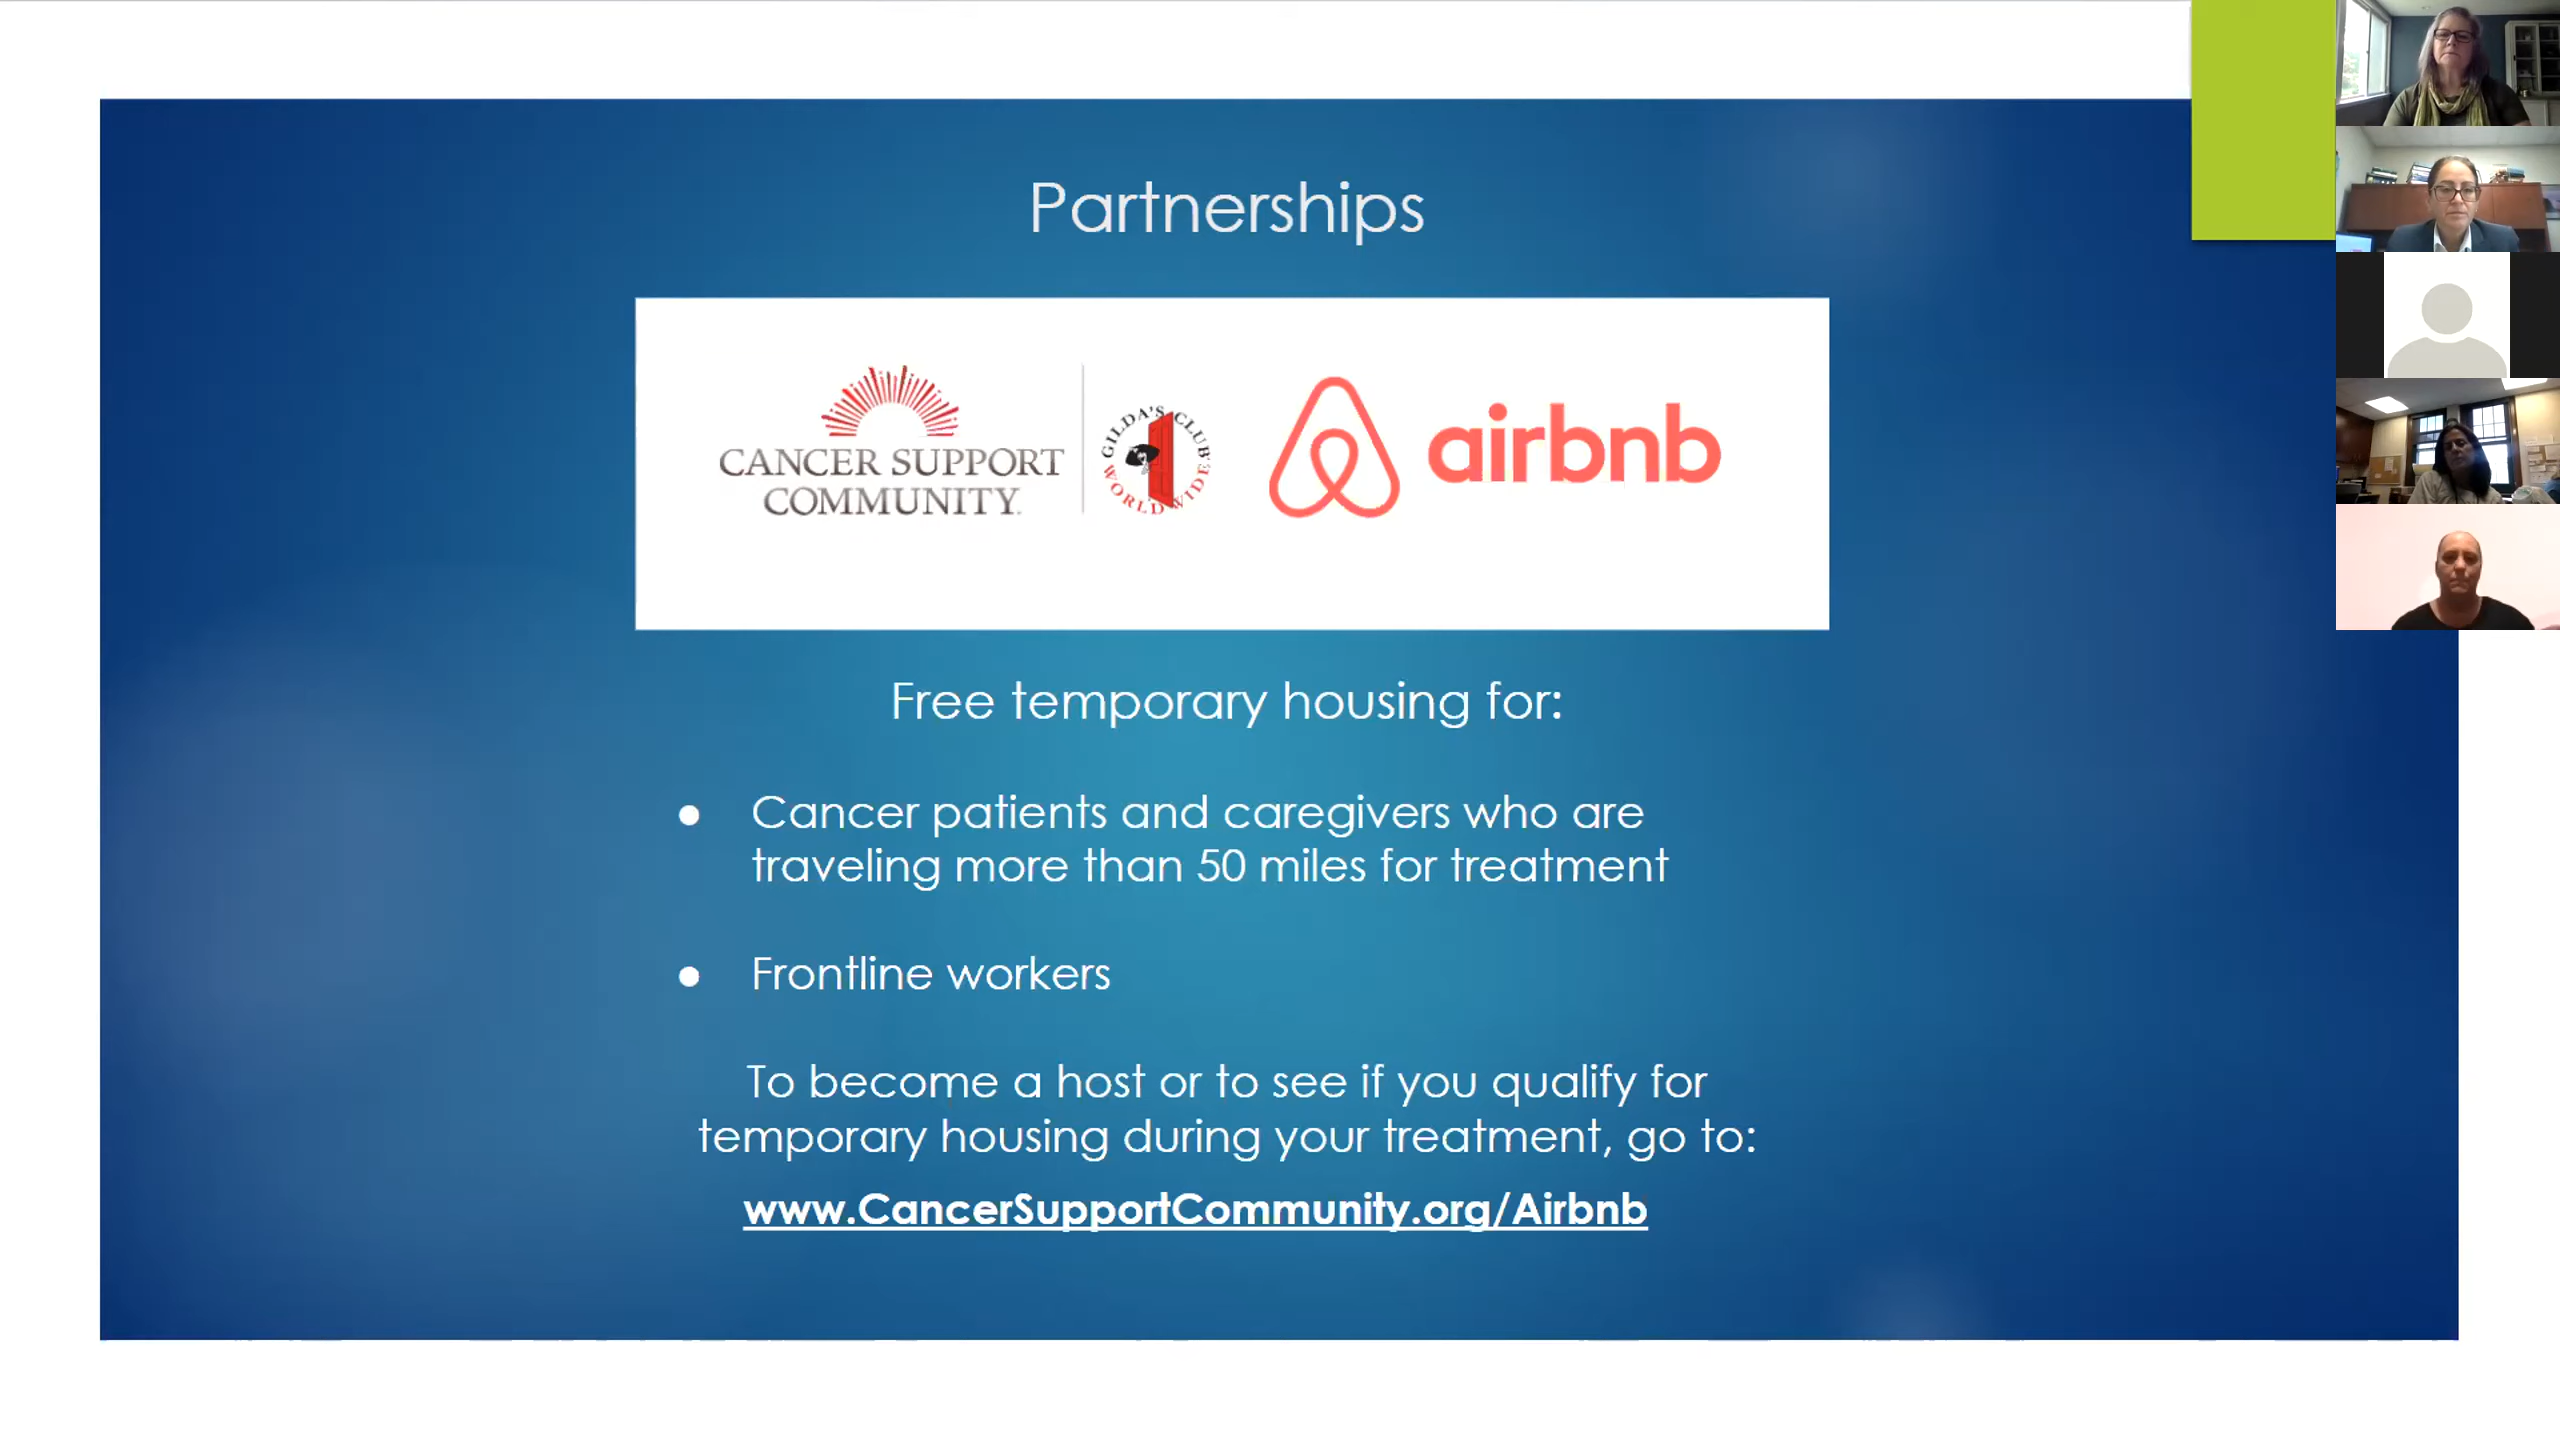 Partnerships
CANCER SUPPORT
COMMUNITY
GILDA'S CLUB
WORLDWIDE
airbnb
Free temporary housing for:
● Cancer patients and caregivers who are
traveling more than 50 miles for treatment
● Frontline workers
To become a host or to see if you qualify for
temporary housing during your treatment, go to:
www.CancerSupportCommunity.org/Airbnb